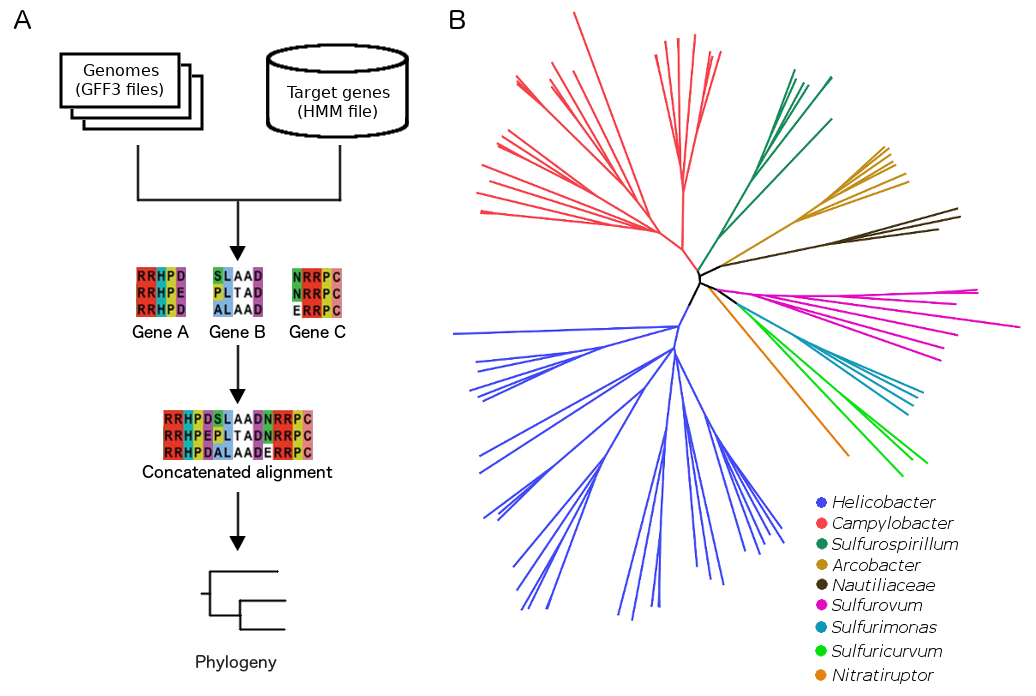 A
Genomes
(GFF3 files)
Target genes
(HMM file)
RRHPD SLAAD NRRPC
RRHPE PLTAD NRRPC
RRHPD ALAAD ERRPC
Gene A Gene B Gene C
RRHPDSLAADNRRPC
RRHPEPLTADNRRPC
RRHPDALAADERRPC
Concatenated alignment
Phylogeny
B
Helicobacter
Campylobacter
Sulfurospirillum
Arcobacter
Nautiliaceae
Sulfurovum
Sulfurimonas
Sulfuricurvum
Nitratiruptor